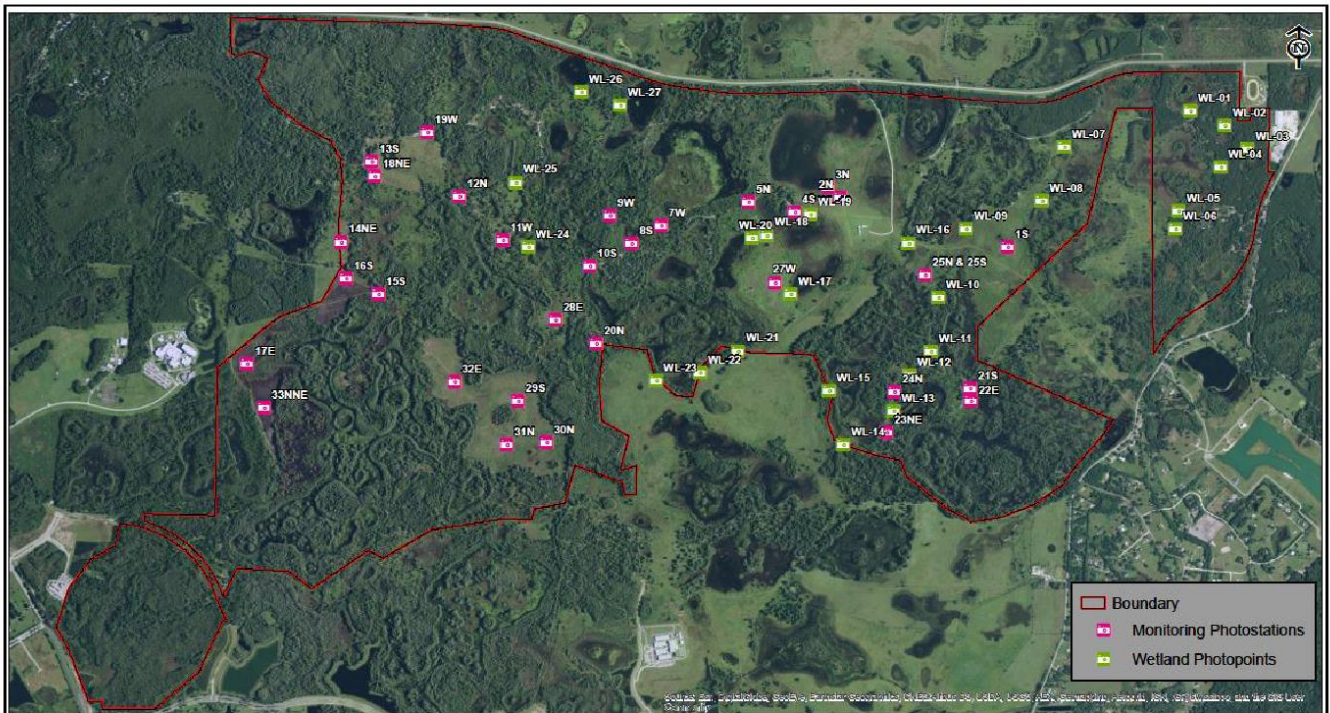 N
WL-26
WL-27
WL-01
WL-02
19W
WL-07
WL-03
13S
WL-04
18NE
WL-25
3N
12N
2N
5N
WL-08
4S
WL-19
9W
WL-05
7W
WL-06
WL-18
WL-09
11W
8S
WL-20
WL-16
1S
14NE
WL-24
10S
25N & 25S
16S
27W
15S
WL-17
WL-10
28E
20N
WL-21
WL-11
17E
WL-22
WL-12
WL-23
32E
24N
21S
WL-15
29S
WL-13
22E
33NNE
23NE
31N
30N
WL-14
Boundary
Monitoring Photostations
Wetland Photopoints